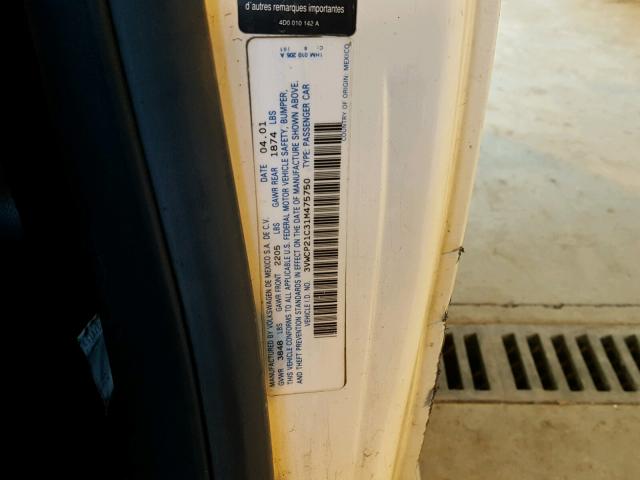 d'autres remarques importantes
4D0 010 142 A
1HM 010 205 A
MANUFACTURED BY VOLKSWAGEN DE MEXICO S.A. DE C.V. DATE 04.01
GVWR 3848 LBS GAWR FRONT 2205 LBS GAWR REAR 1874 LBS
THIS VEHICLE CONFORMS TO ALL APPLICABLE U.S. FEDERAL MOTOR VEHICLE SAFETY, BUMPER,
AND THEFT PREVENTION STANDARDS IN EFFECT ON THE DATE OF MANUFACTURE SHOWN ABOVE.
VEHICLE I.D. NO.: 3VWCP21C31M475750 TYPE: PASSENGER CAR
COUNTRY OF ORIGIN: MEXICO